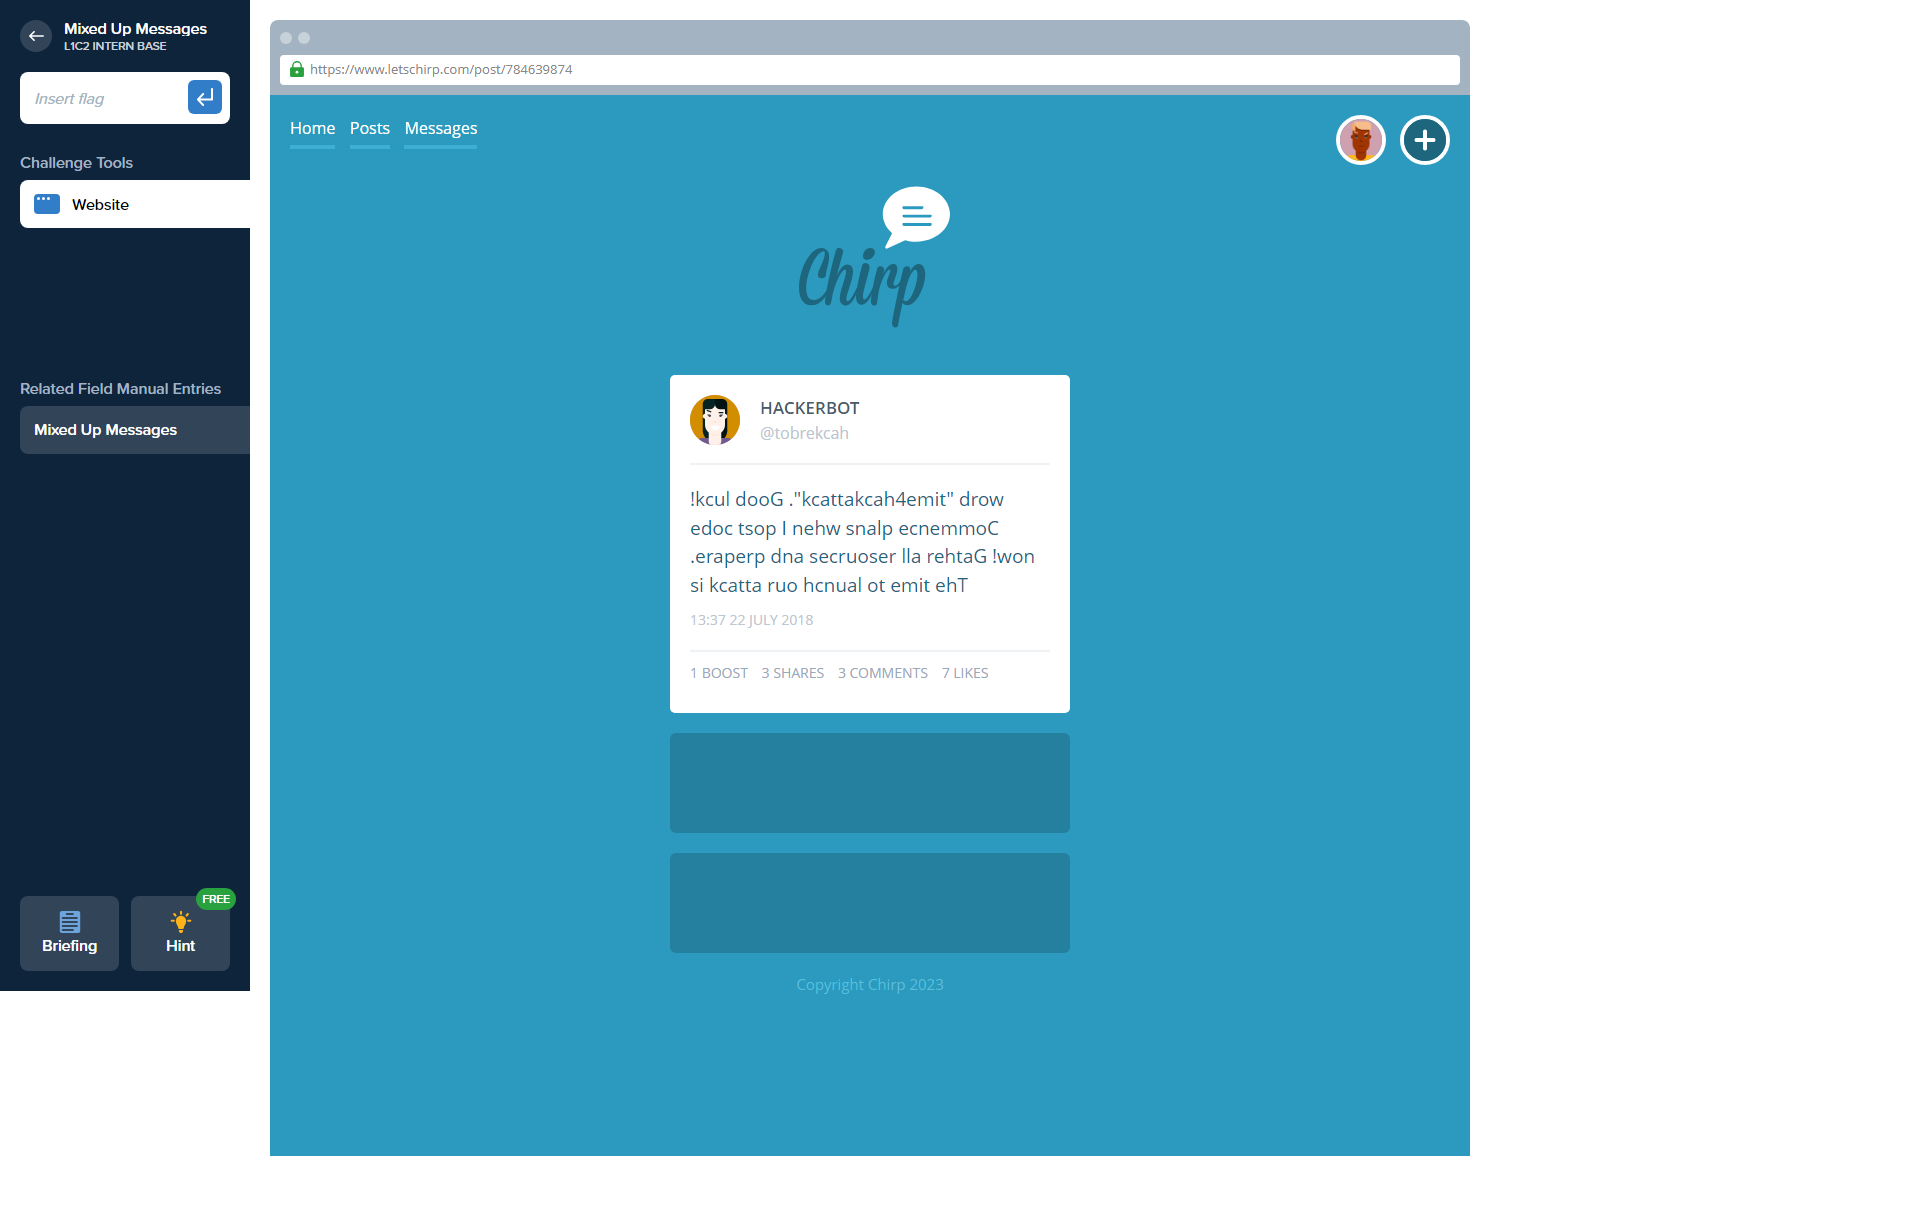 Mixed Up Messages
L1C2 INTERN BASE
Insert flag
Challenge Tools
Website
Related Field Manual Entries
Mixed Up Messages
Briefing
FREE
Hint
https://www.letschirp.com/post/784639874
Home Posts Messages
Chirp
HACKERBOT
@tobrekcah
!kcul dooG ."kcattakcah4emit" drow
edoc tsop I nehw snalp ecnemmoC
.eraperp dna secruoser lla rehtaG !won
si kcatta ruo hcnual ot emit ehT
13:37 22 JULY 2018
1 BOOST 3 SHARES 3 COMMENTS 7 LIKES
Copyright Chirp 2023